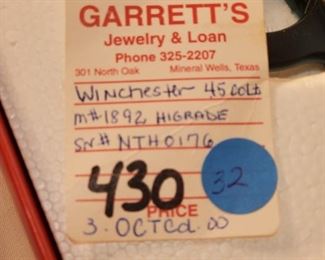 GARRETT'S
Jewelry & Loan
Phone 325-2207
301 North Oak Mineral Wells, Texas
Winchester 45 colt
m# 1892 HIGRADE
Sn# NTH0176
430 32
PRICE
3.OCTCd.00